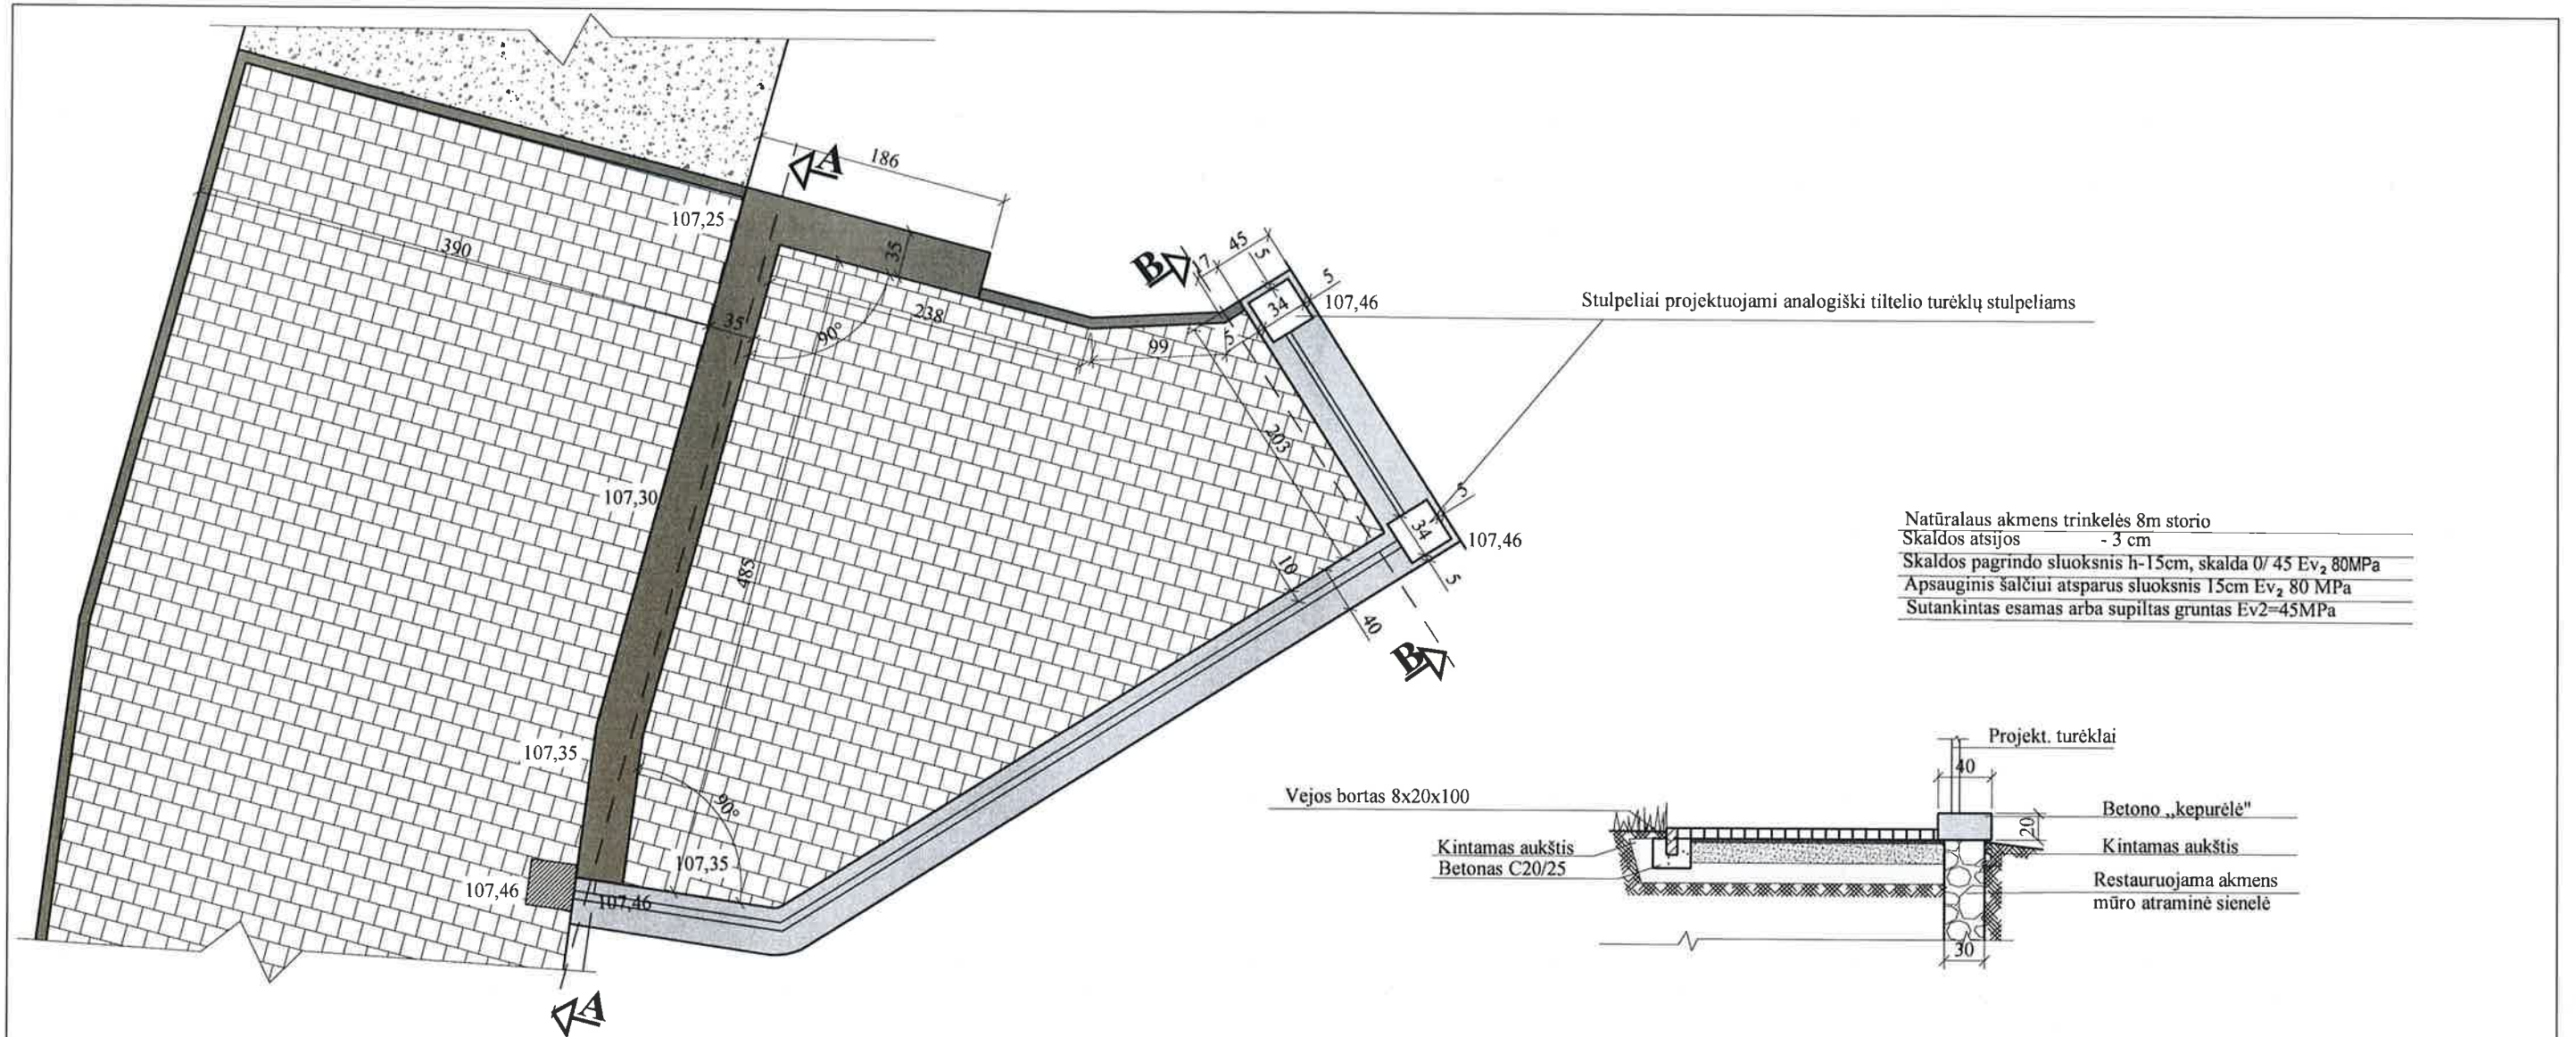 A
186
107,25
390
35
35
90°
238
99
B
17
45
5
5
34
5
107,46
Stulpeliai projektuojami analogiški tiltelio turėklų stulpeliams
203
107,30
485
5
34
107,46
5
10
40
B
107,35
90°
107,35
107,46
107,46
A
Natūralaus akmens trinkelės 8m storio
Skaldos atsijos - 3 cm
Skaldos pagrindo sluoksnis h-15cm, skalda 0/ 45 Ev₂ 80MPa
Apsauginis šalčiui atsparus sluoksnis 15cm Ev₂ 80 MPa
Sutankintas esamas arba supiltas gruntas Ev2=45MPa
Projekt. turėklai
40
Vejos bortas 8x20x100
Betono ,,kepurėlė"
20
Kintamas aukštis
Kintamas aukštis
Betonas C20/25
Restauruojama akmens
mūro atraminė sienelė
30